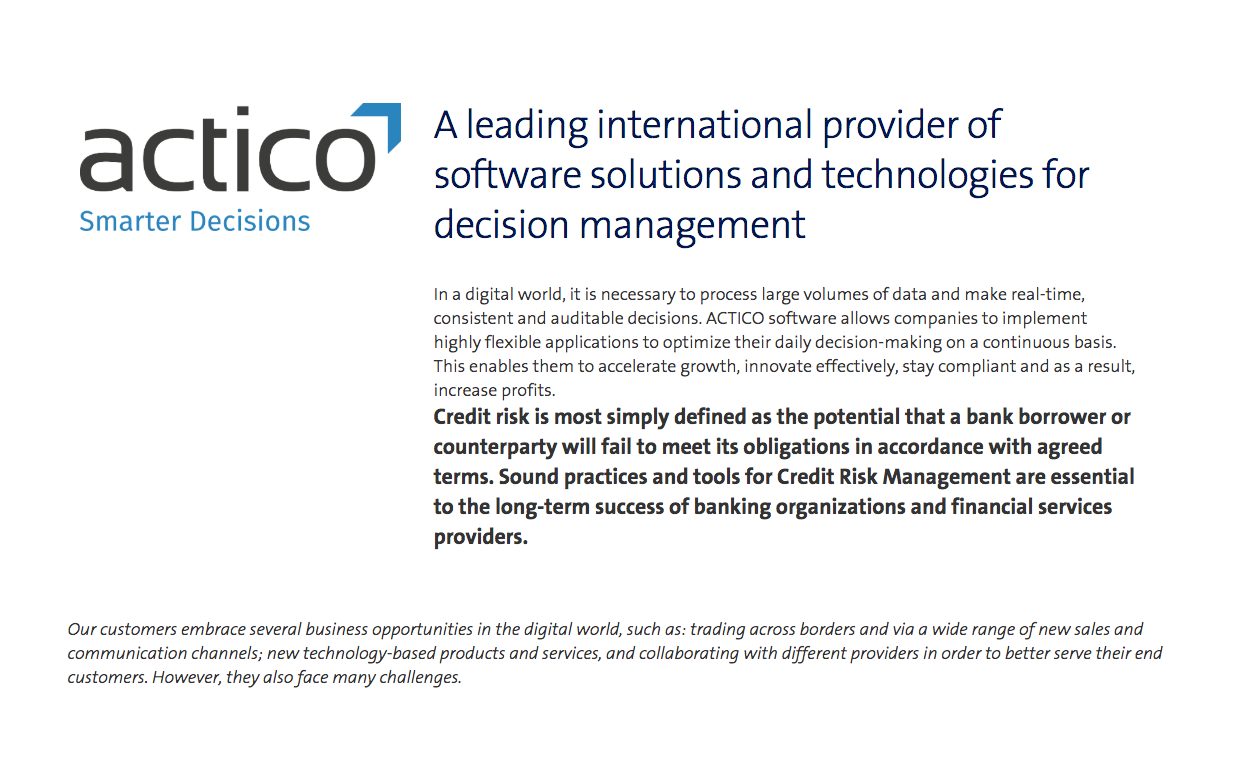 actico
Smarter Decisions
A leading international provider of
software solutions and technologies for
decision management
In a digital world, it is necessary to process large volumes of data and make real-time,
consistent and auditable decisions. ACTICO software allows companies to implement
highly flexible applications to optimize their daily decision-making on a continuous basis.
This enables them to accelerate growth, innovate effectively, stay compliant and as a result,
increase profits.
Credit risk is most simply defined as the potential that a bank borrower or
counterparty will fail to meet its obligations in accordance with agreed
terms. Sound practices and tools for Credit Risk Management are essential
to the long-term success of banking organizations and financial services
providers.
Our customers embrace several business opportunities in the digital world, such as: trading across borders and via a wide range of new sales and
communication channels; new technology-based products and services, and collaborating with different providers in order to better serve their end
customers. However, they also face many challenges.